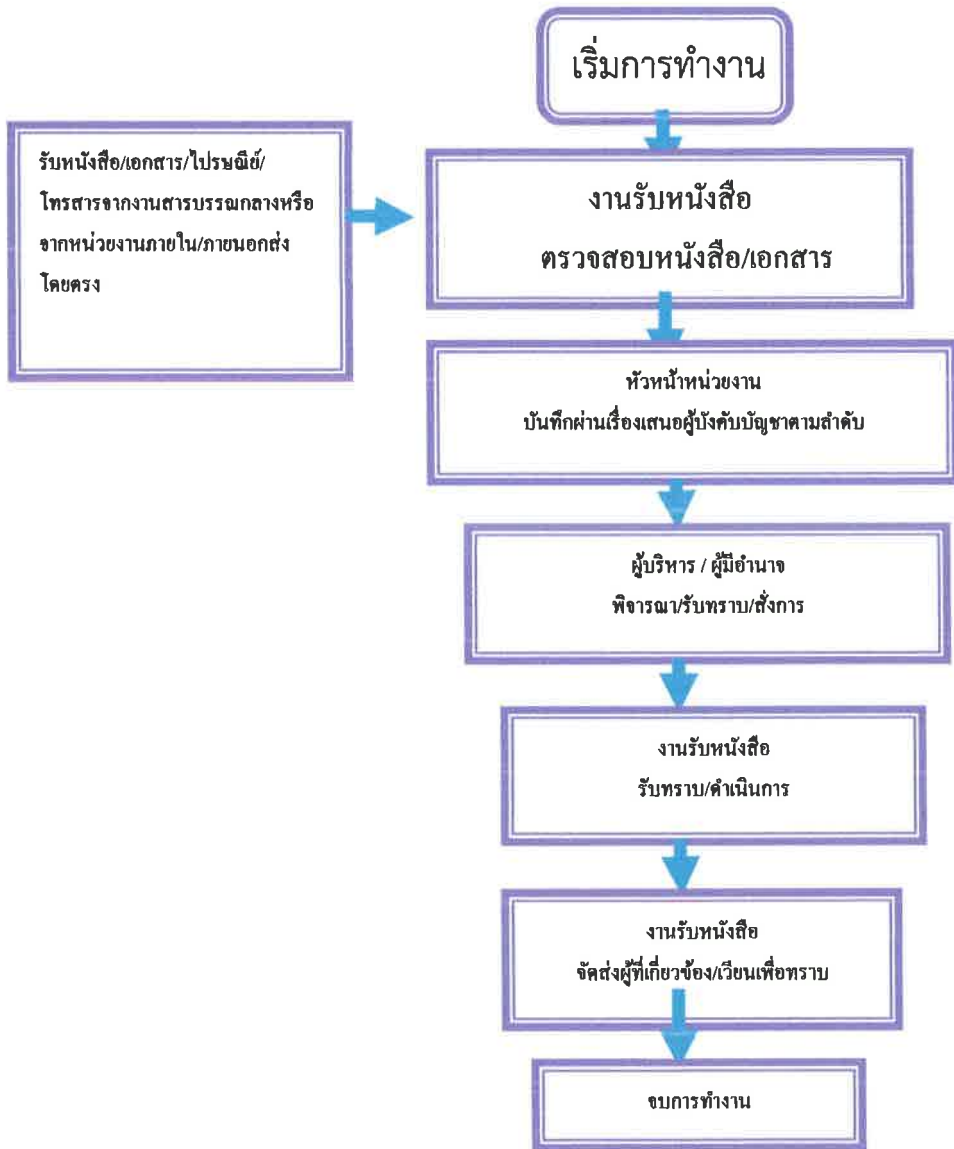 เริ่มการทำงาน
รับหนังสือ/เอกสาร/ไปรษณีย์/
โทรสารจากงานสารบรรณกลางหรือ
จากหน่วยงานภายใน/ภายนอกส่ง
โดยตรง
งานรับหนังสือ
ตรวจสอบหนังสือ/เอกสาร
หัวหน้าหน่วยงาน
บันทึกผ่านเรื่องเสนอผู้บังคับบัญชาตามลำดับ
ผู้บริหาร / ผู้มีอำนาจ
พิจารณา/รับทราบ/สั่งการ
งานรับหนังสือ
รับทราบ/ดำเนินการ
งานรับหนังสือ
จัดส่งผู้ที่เกี่ยวข้อง/เวียนเพื่อทราบ
จบการทำงาน